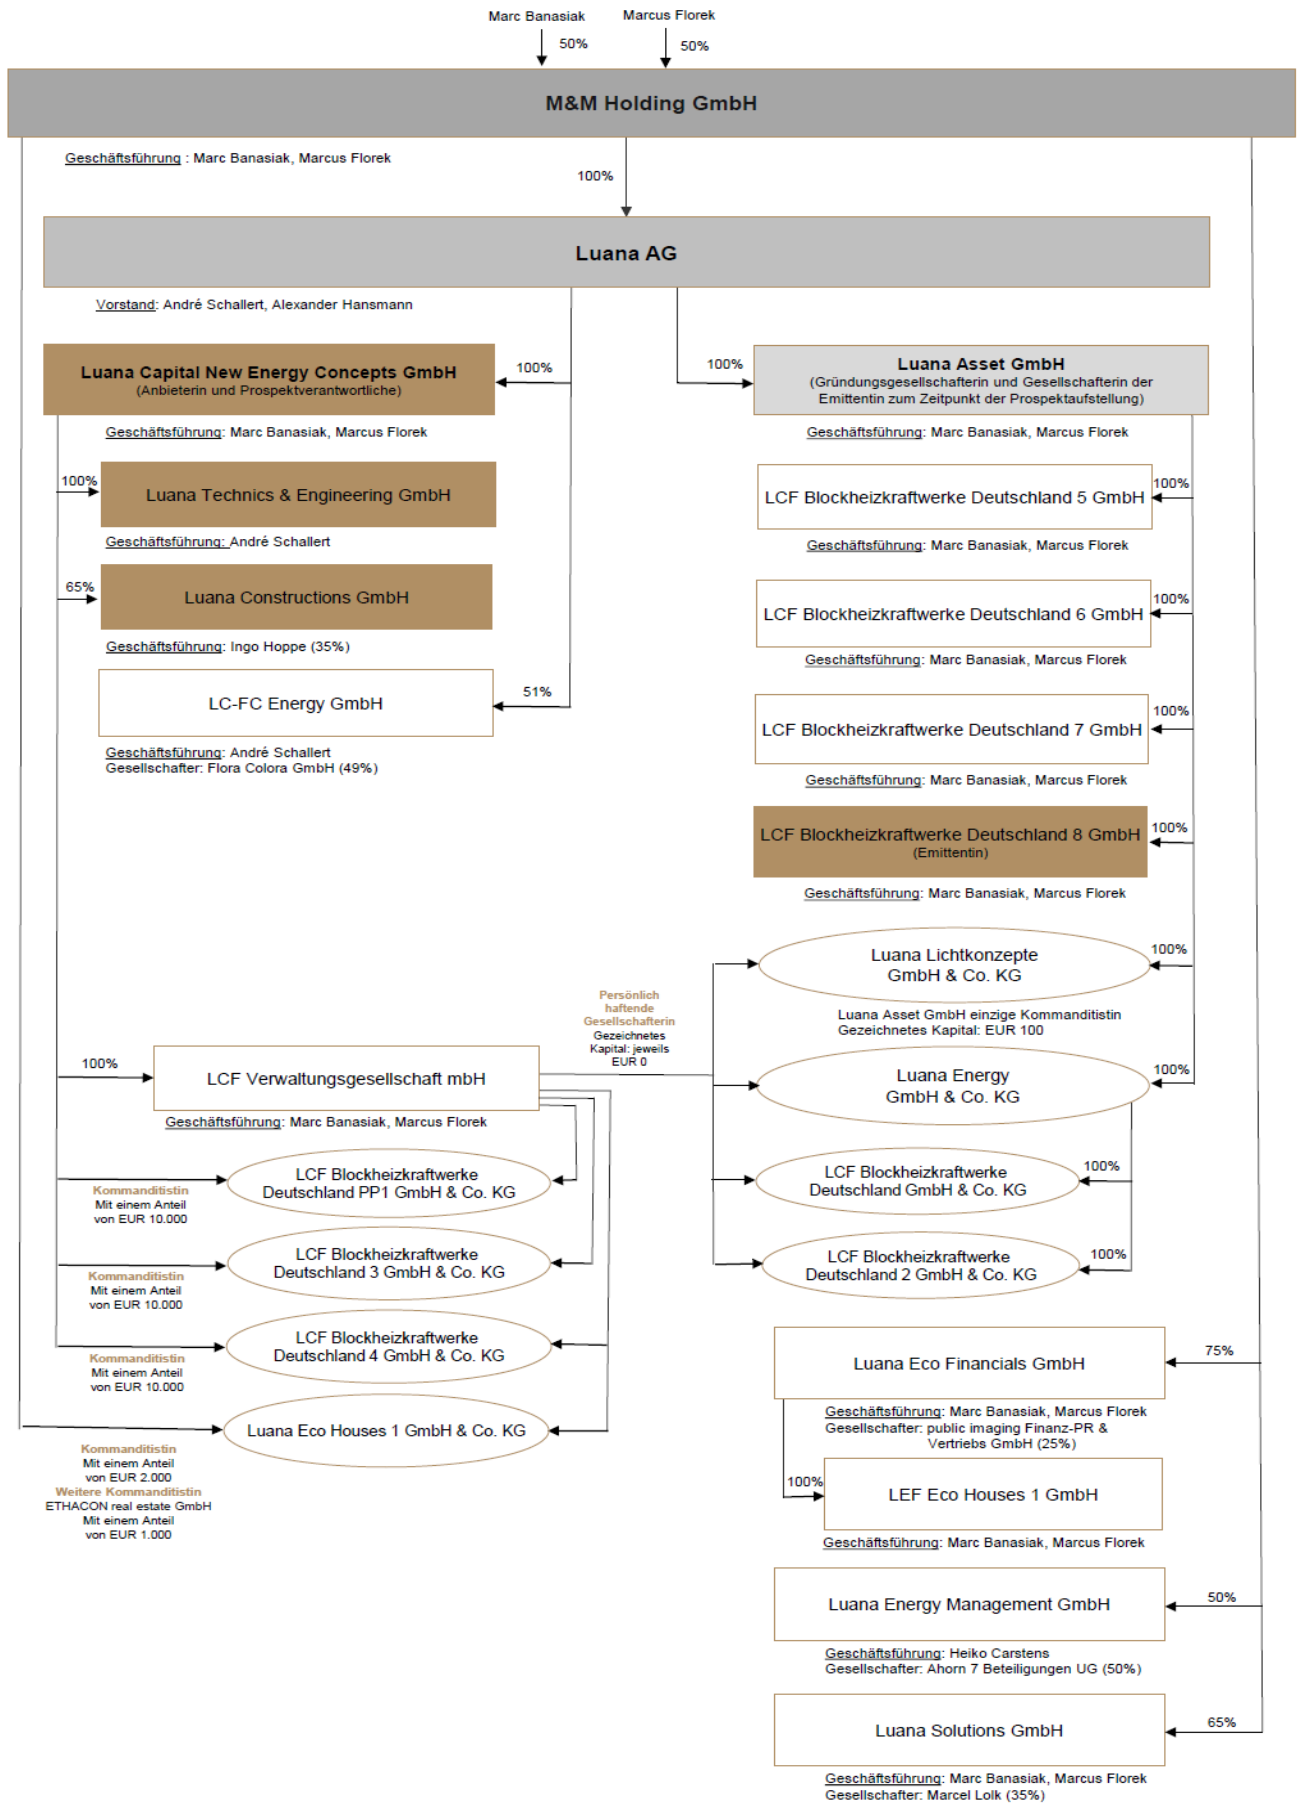 Marc Banasiak
Marcus Florek
50%
50%
M&M Holding GmbH
Geschäftsführung : Marc Banasiak, Marcus Florek
100%
Luana AG
Vorstand: André Schallert, Alexander Hansmann
100%
Luana Capital New Energy Concepts GmbH
(Anbieterin und Prospektverantwortliche)
Geschäftsführung: Marc Banasiak, Marcus Florek
100%
Luana Technics & Engineering GmbH
Geschäftsführung: André Schallert
65%
Luana Constructions GmbH
Geschäftsführung: Ingo Hoppe (35%)
51%
LC-FC Energy GmbH
Geschäftsführung: André Schallert
Gesellschafter: Flora Colora GmbH (49%)
100%
Luana Asset GmbH
(Gründungsgesellschafterin und Gesellschafterin der
Emittentin zum Zeitpunkt der Prospektaufstellung)
Geschäftsführung: Marc Banasiak, Marcus Florek
100%
LCF Blockheizkraftwerke Deutschland 5 GmbH
Geschäftsführung: Marc Banasiak, Marcus Florek
100%
LCF Blockheizkraftwerke Deutschland 6 GmbH
Geschäftsführung: Marc Banasiak, Marcus Florek
100%
LCF Blockheizkraftwerke Deutschland 7 GmbH
Geschäftsführung: Marc Banasiak, Marcus Florek
100%
LCF Blockheizkraftwerke Deutschland 8 GmbH
(Emittentin)
Geschäftsführung: Marc Banasiak, Marcus Florek
100%
Luana Lichtkonzepte
GmbH & Co. KG
Luana Asset GmbH einzige Kommanditistin
Gezeichnetes Kapital: EUR 100
Persönlich
haftende
Gesellschafterin
Gezeichnetes
Kapital: jeweils
EUR 0
100%
Luana Energy
GmbH & Co. KG
100%
LCF Verwaltungsgesellschaft mbH
Geschäftsführung: Marc Banasiak, Marcus Florek
LCF Blockheizkraftwerke
Deutschland PP1 GmbH & Co. KG
Kommanditistin
Mit einem Anteil
von EUR 10.000
LCF Blockheizkraftwerke
Deutschland GmbH & Co. KG
100%
LCF Blockheizkraftwerke
Deutschland 3 GmbH & Co. KG
Kommanditistin
Mit einem Anteil
von EUR 10.000
LCF Blockheizkraftwerke
Deutschland 2 GmbH & Co. KG
100%
LCF Blockheizkraftwerke
Deutschland 4 GmbH & Co. KG
Kommanditistin
Mit einem Anteil
von EUR 10.000
Luana Eco Houses 1 GmbH & Co. KG
Kommanditistin
Mit einem Anteil
von EUR 2.000
Weitere Kommanditistin
ETHACON real estate GmbH
Mit einem Anteil
von EUR 1.000
Luana Eco Financials GmbH
75%
Geschäftsführung: Marc Banasiak, Marcus Florek
Gesellschafter: public imaging Finanz-PR &
Vertriebs GmbH (25%)
100%
LEF Eco Houses 1 GmbH
Geschäftsführung: Marc Banasiak, Marcus Florek
Luana Energy Management GmbH
50%
Geschäftsführung: Heiko Carstens
Gesellschafter: Ahorn 7 Beteiligungen UG (50%)
Luana Solutions GmbH
65%
Geschäftsführung: Marc Banasiak, Marcus Florek
Gesellschafter: Marcel Lolk (35%)